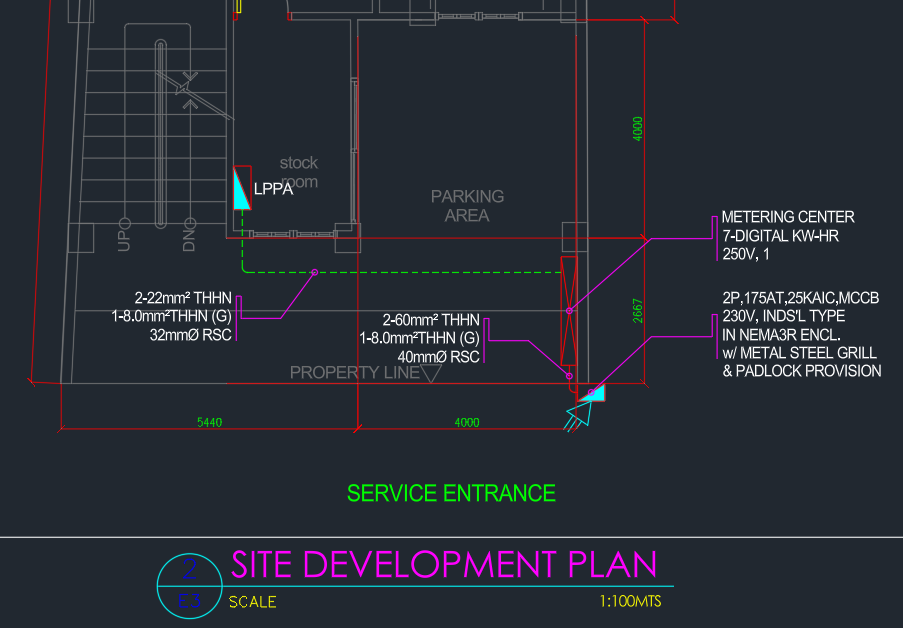 4000
stock
room
LPPA
PARKING
AREA
UP
DN
METERING CENTER
7-DIGITAL KW-HR
250V, 1
2-22mm² THHN
1-8.0mm²THHN (G)
32mmØ RSC
2-60mm² THHN
1-8.0mm²THHN (G)
40mmØ RSC
2667
2P,175AT,25KAIC,MCCB
230V, INDS'L TYPE
IN NEMA3R ENCL.
w/ METAL STEEL GRILL
& PADLOCK PROVISION
PROPERTY LINE
5440
4000
SERVICE ENTRANCE
2
E3
SITE DEVELOPMENT PLAN
SCALE
1:100MTS